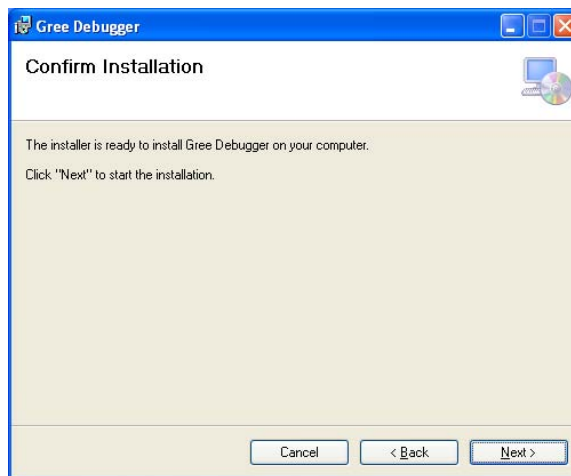 Gree Debugger
Confirm Installation
The installer is ready to install Gree Debugger on your computer.
Click "Next" to start the installation.
Cancel
< Back
Next >